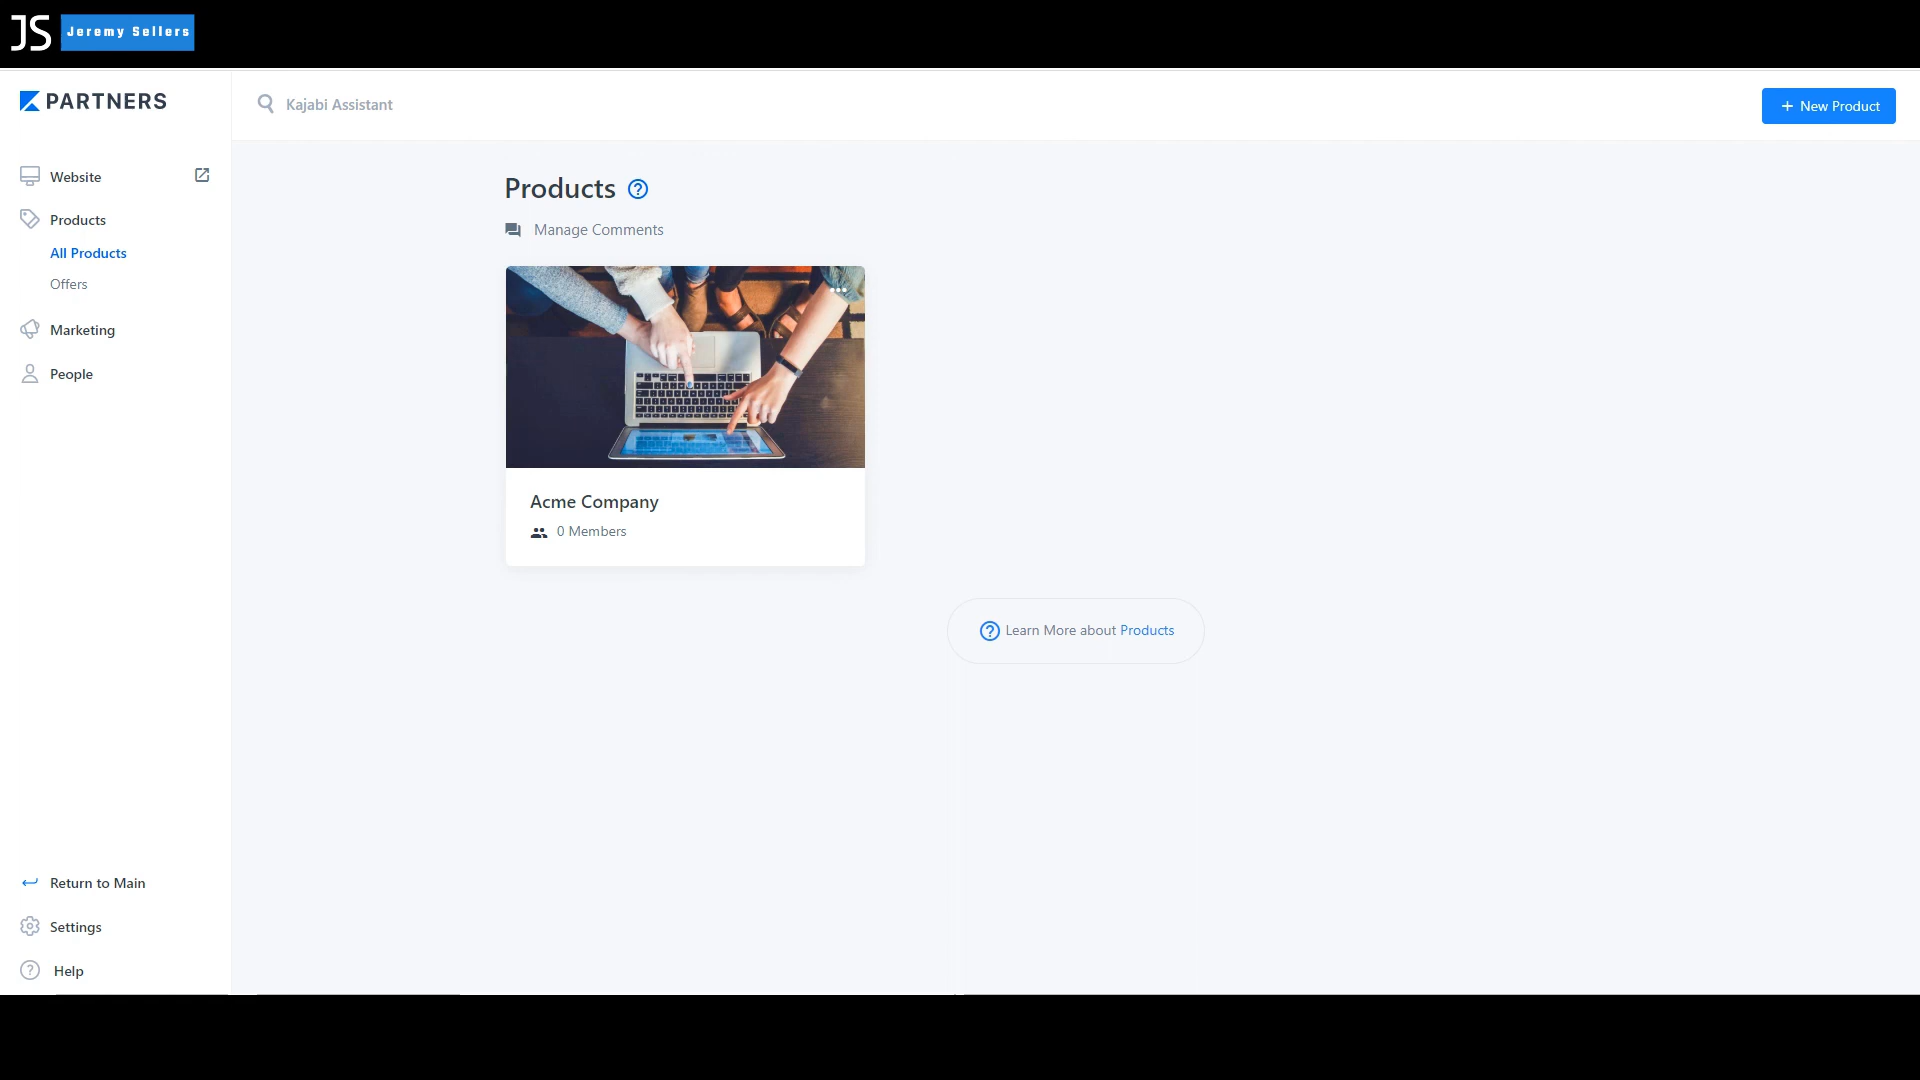 JS Jeremy Sellers
PARTNERS
Kajabi Assistant
+ New Product
Website
Products
All Products
Offers
Marketing
People
Return to Main
Settings
Help
Products
Manage Comments
Acme Company
0 Members
Learn More about Products